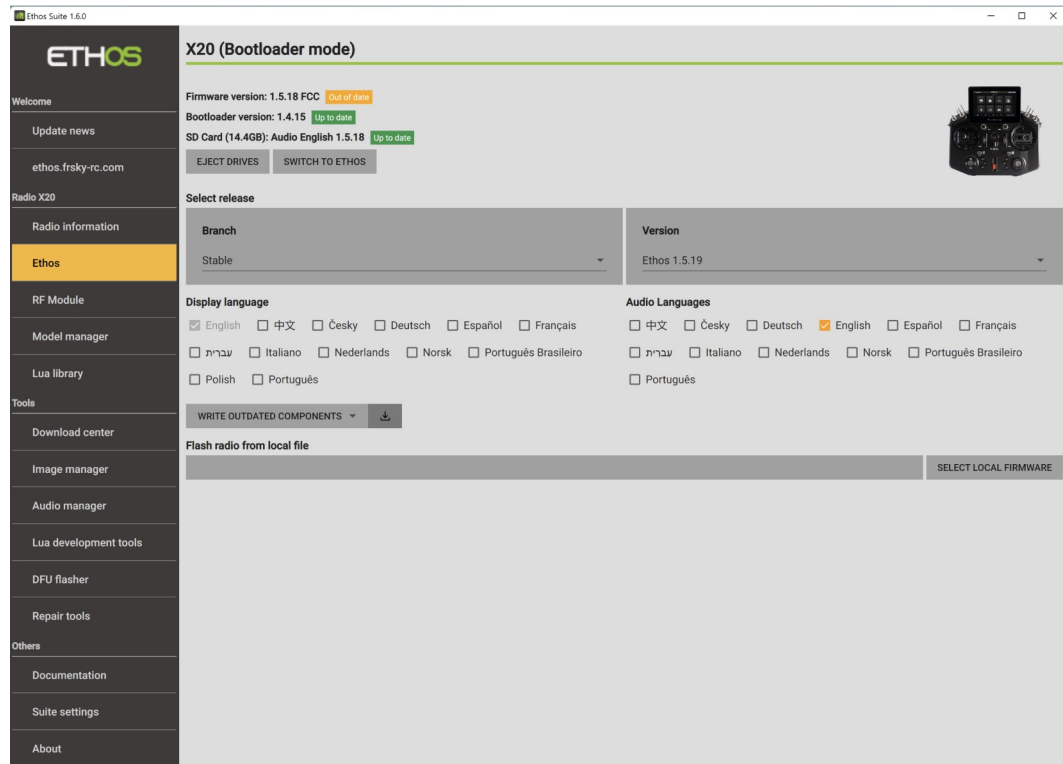 Ethos Suite 1.6.0
ETHOS
Welcome
Update news
ethos.frsky-rc.com
Radio X20
Radio information
Ethos
RF Module
Model manager
Lua library
Tools
Download center
Image manager
Audio manager
Lua development tools
DFU flasher
Repair tools
Others
Documentation
Suite settings
About
X20 (Bootloader mode)
Firmware version: 1.5.18 FCC Out of date
Bootloader version: 1.4.15 Up to date
SD Card (14.4GB): Audio English 1.5.18 Up to date
EJECT DRIVES SWITCH TO ETHOS
Select release
Branch
Stable
Version
Ethos 1.5.19
Display language
English 中文 Česky Deutsch Español Français
עברית Italiano Nederlands Norsk Português Brasileiro
Polish Português
Audio Languages
中文 Česky Deutsch English Español Français
עברית Italiano Nederlands Norsk Português Brasileiro
Português
WRITE OUTDATED COMPONENTS
Flash radio from local file
SELECT LOCAL FIRMWARE